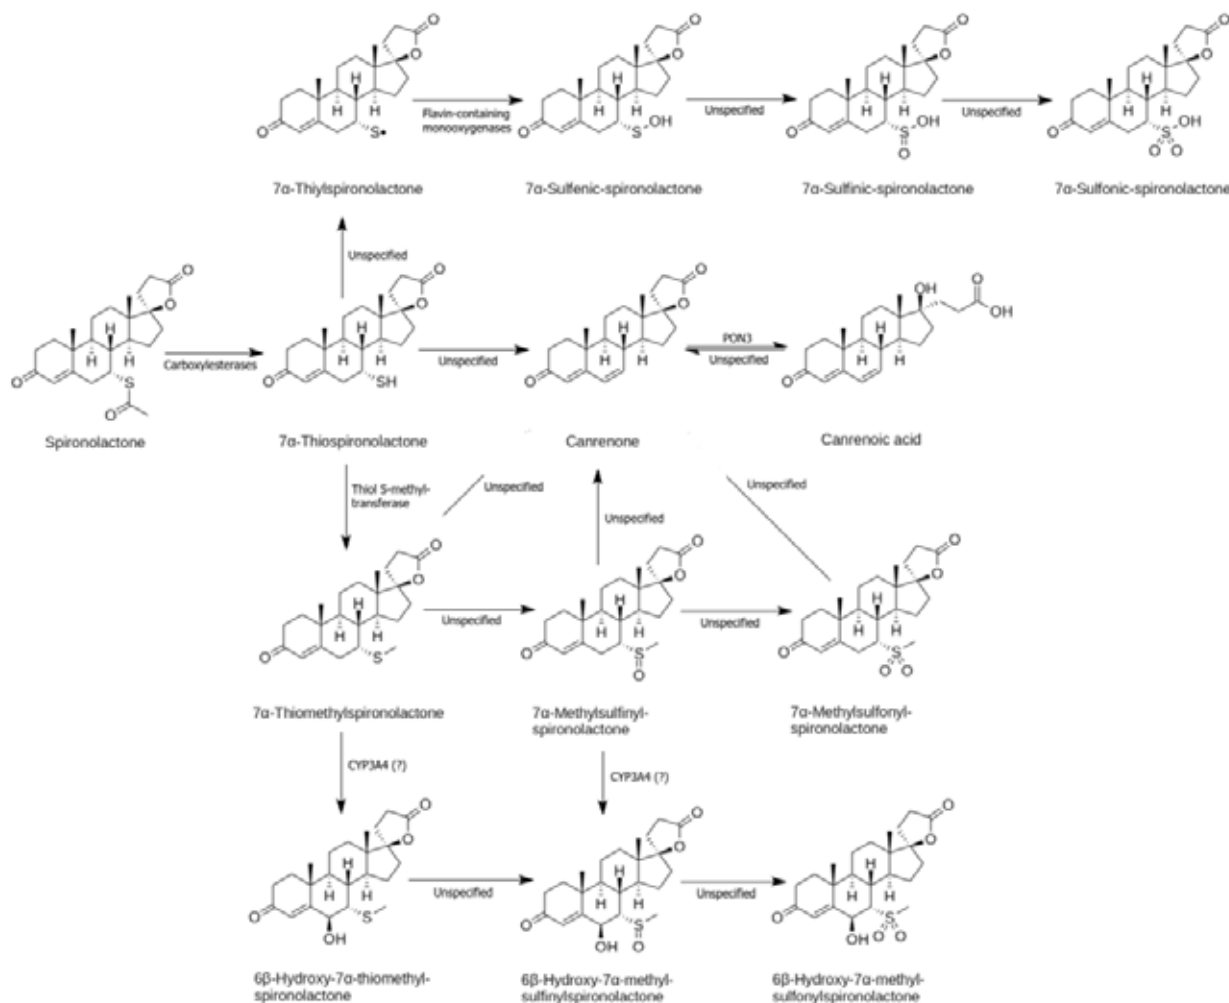 Flavin-containing
monooxygenases
Unspecified
Unspecified
7α-Thiylspironolactone
7α-Sulfenic-spironolactone
7α-Sulfinic-spironolactone
7α-Sulfonic-spironolactone
Unspecified
Carboxylesterases
Unspecified
PON3
Unspecified
Spironolactone
7α-Thiospironolactone
Canrenone
Canrenoic acid
Thiol S-methyl-
transferase
Unspecified
Unspecified
Unspecified
Unspecified
Unspecified
7α-Thiomethylspironolactone
7α-Methylsulfinyl-
spironolactone
7α-Methylsulfonyl-
spironolactone
CYP3A4 (?)
CYP3A4 (?)
Unspecified
Unspecified
6β-Hydroxy-7α-thiomethyl-
spironolactone
6β-Hydroxy-7α-methyl-
sulfinylspironolactone
6β-Hydroxy-7α-methyl-
sulfonylspironolactone